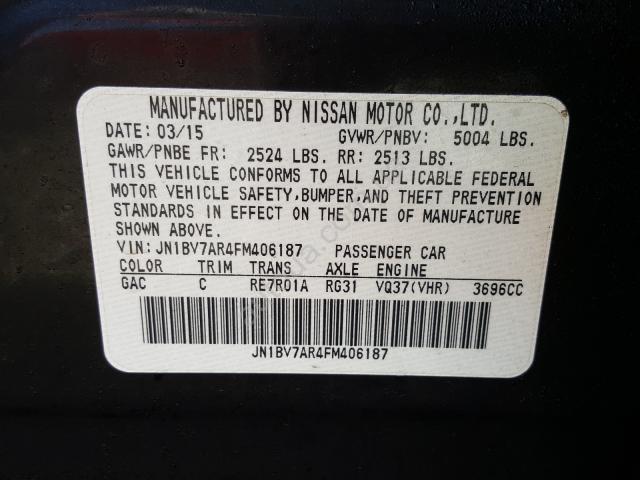 MANUFACTURED BY NISSAN MOTOR CO.,LTD.
DATE: 03/15 GVWR/PNBV: 5004 LBS.
GAWR/PNBE FR: 2524 LBS. RR: 2513 LBS.
THIS VEHICLE CONFORMS TO ALL APPLICABLE FEDERAL
MOTOR VEHICLE SAFETY,BUMPER,AND THEFT PREVENTION
STANDARDS IN EFFECT ON THE DATE OF MANUFACTURE
SHOWN ABOVE.
VIN:JN1BV7AR4FM406187 PASSENGER CAR
COLOR TRIM TRANS AXLE ENGINE
GAC C RE7R01A RG31 VQ37(VHR) 3696CC
JN1BV7AR4FM406187